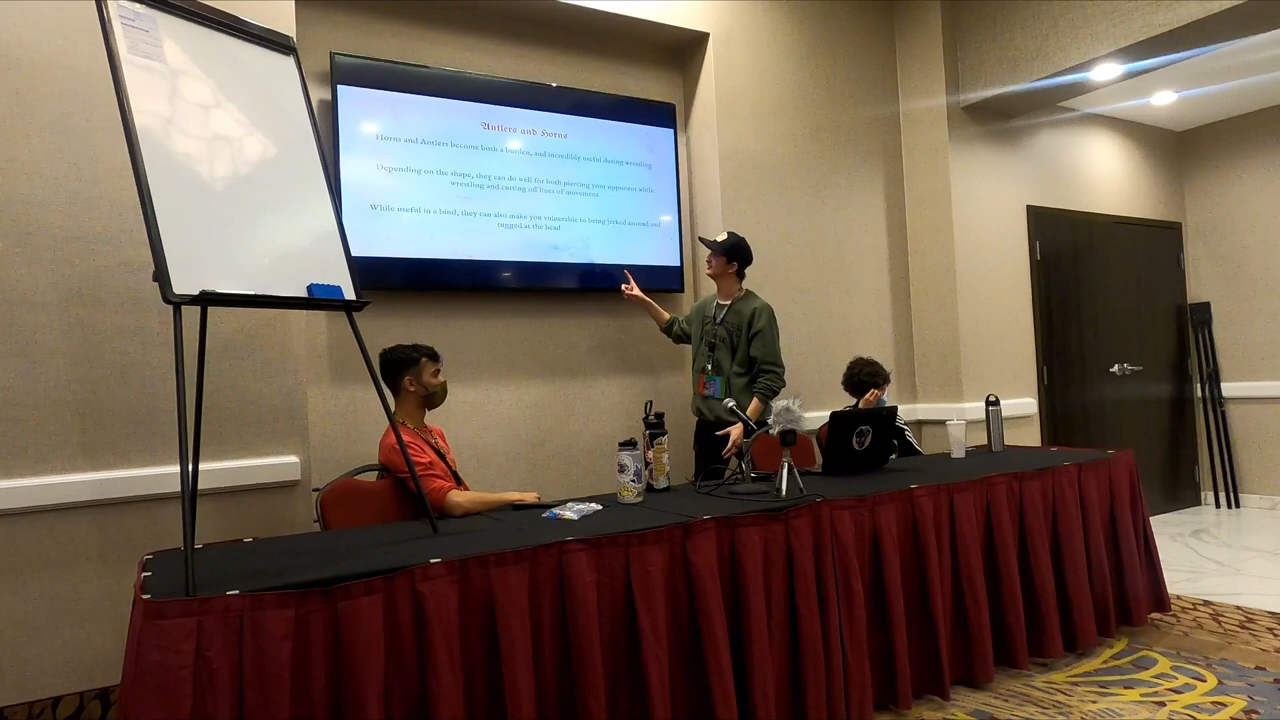 Antlers and Horns
Horns and Antlers become both a burden, and incredibly useful during wrestling
Depending on the shape, they can do well for both piercing your opponent while
wrestling and cutting off lines of movement
While useful in a bind, they can also make you vulnerable to being jerked around and
tugged at the head